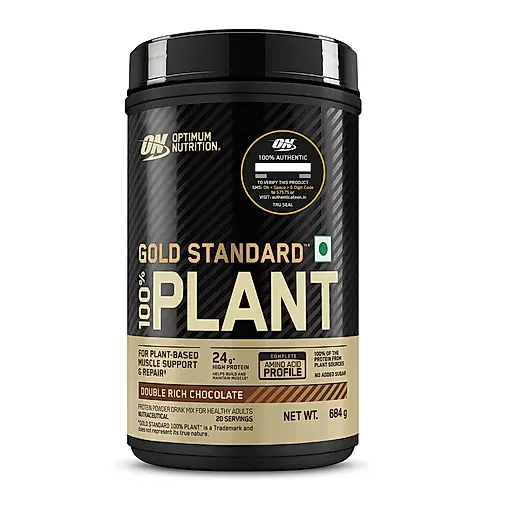 ON OPTIMUM
NUTRITION®
ON
100% AUTHENTIC
TO VERIFY THIS PRODUCT
SMS: ON < Space > 6 Digit Code
to 57575 or
VISIT: authenticateon.in
TRU SEAL
GOLD STANDARD™
100% PLANT
FOR PLANT-BASED
MUSCLE SUPPORT
& REPAIR!
24g*
HIGH PROTEIN
HELPS BUILD AND
MAINTAIN MUSCLE!
COMPLETE
AMINO ACID
PROFILE
100% OF THE
PROTEIN FROM
PLANT SOURCES
NO ADDED SUGAR
DOUBLE RICH CHOCOLATE
PROTEIN POWDER DRINK MIX FOR HEALTHY ADULTS
NUTRACEUTICAL
20 SERVINGS
"GOLD STANDARD 100% PLANT" is a Trademark and
does not represent its true nature.
NET WT. 684 g